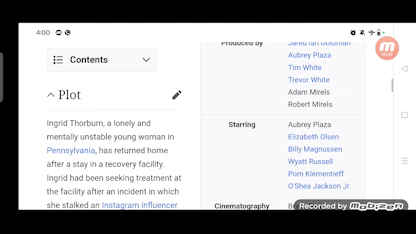 4:00
Contents
Plot
Ingrid Thorburn, a lonely and
mentally unstable young woman in
Pennsylvania, has returned home
after a stay in a recovery facility.
Ingrid had been seeking treatment at
the facility after an incident in which
she stalked an Instagram influencer
Produced by
Jared Ian Goldman
Aubrey Plaza
Tim White
Trevor White
Adam Mirels
Robert Mirels
Starring
Aubrey Plaza
Elizabeth Olsen
Billy Magnussen
Wyatt Russell
Pom Klementieff
O'Shea Jackson Jr.
Cinematography
Recorded by mobizen